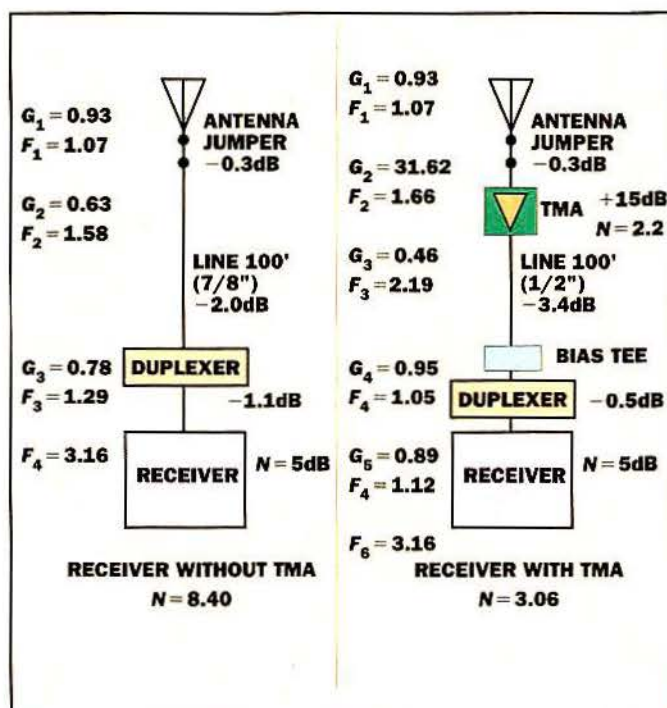 G1 = 0.93
F1 = 1.07
ANTENNA
JUMPER
−0.3dB
G2 = 0.63
F2 = 1.58
LINE 100'
(7/8")
−2.0dB
G3 = 0.78
F3 = 1.29
DUPLEXER
−1.1dB
F4 = 3.16
RECEIVER
N = 5dB
RECEIVER WITHOUT TMA
N = 8.40
G1 = 0.93
F1 = 1.07
ANTENNA
JUMPER
−0.3dB
G2 = 31.62
F2 = 1.66
TMA
+15dB
N = 2.2
G3 = 0.46
F3 = 2.19
LINE 100'
(1/2")
−3.4dB
BIAS TEE
G4 = 0.95
F4 = 1.05
DUPLEXER
−0.5dB
G5 = 0.89
F4 = 1.12
RECEIVER
N = 5dB
F6 = 3.16
RECEIVER WITH TMA
N = 3.06